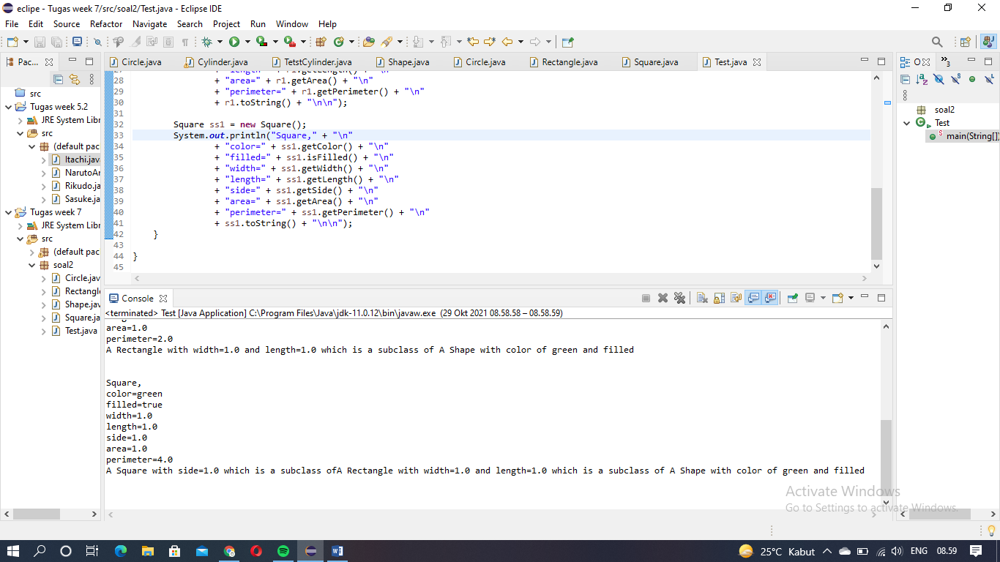 eclipe - Tugas week 7/src/soal2/Test.java - Eclipse IDE
File Edit Source Refactor Navigate Search Project Run Window Help
Pac...
Circle.java Cylinder.java TetstCylinder.java Shape.java Circle.java Rectangle.java Square.java Test.java
src
Tugas week 5.2
JRE System Libr
src
(default pac
Itachi.jav
NarutoAr
Rikudo.ja
Sasuke.ja
Tugas week 7
JRE System Libr
src
(default pac
soal2
Circle.jav
Rectangl
Shape.jav
Square.ja
Test.java
28 + "area=" + r1.getArea() + "\n"
29 + "perimeter=" + r1.getPerimeter() + "\n"
30 + r1.toString() + "\n\n");
31
32 Square ss1 = new Square();
33 System.out.println("Square," + "\n"
34 + "color=" + ss1.getColor() + "\n"
35 + "filled=" + ss1.isFilled() + "\n"
36 + "width=" + ss1.getWidth() + "\n"
37 + "length=" + ss1.getLength() + "\n"
38 + "side=" + ss1.getSide() + "\n"
39 + "area=" + ss1.getArea() + "\n"
40 + "perimeter=" + ss1.getPerimeter() + "\n"
41 + ss1.toString() + "\n\n");
42 }
43
44 }
45
3
soal2
Test
S main(String[])
Console
<terminated> Test [Java Application] C:\Program Files\Java\jdk-11.0.12\bin\javaw.exe (29 Okt 2021 08.58.58 – 08.58.59)
area=1.0
perimeter=2.0
A Rectangle with width=1.0 and length=1.0 which is a subclass of A Shape with color of green and filled
Square,
color=green
filled=true
width=1.0
length=1.0
side=1.0
area=1.0
perimeter=4.0
A Square with side=1.0 which is a subclass ofA Rectangle with width=1.0 and length=1.0 which is a subclass of A Shape with color of green and filled
Activate Windows
Go to Settings to activate Windows.
25°C Kabut ENG 08.59